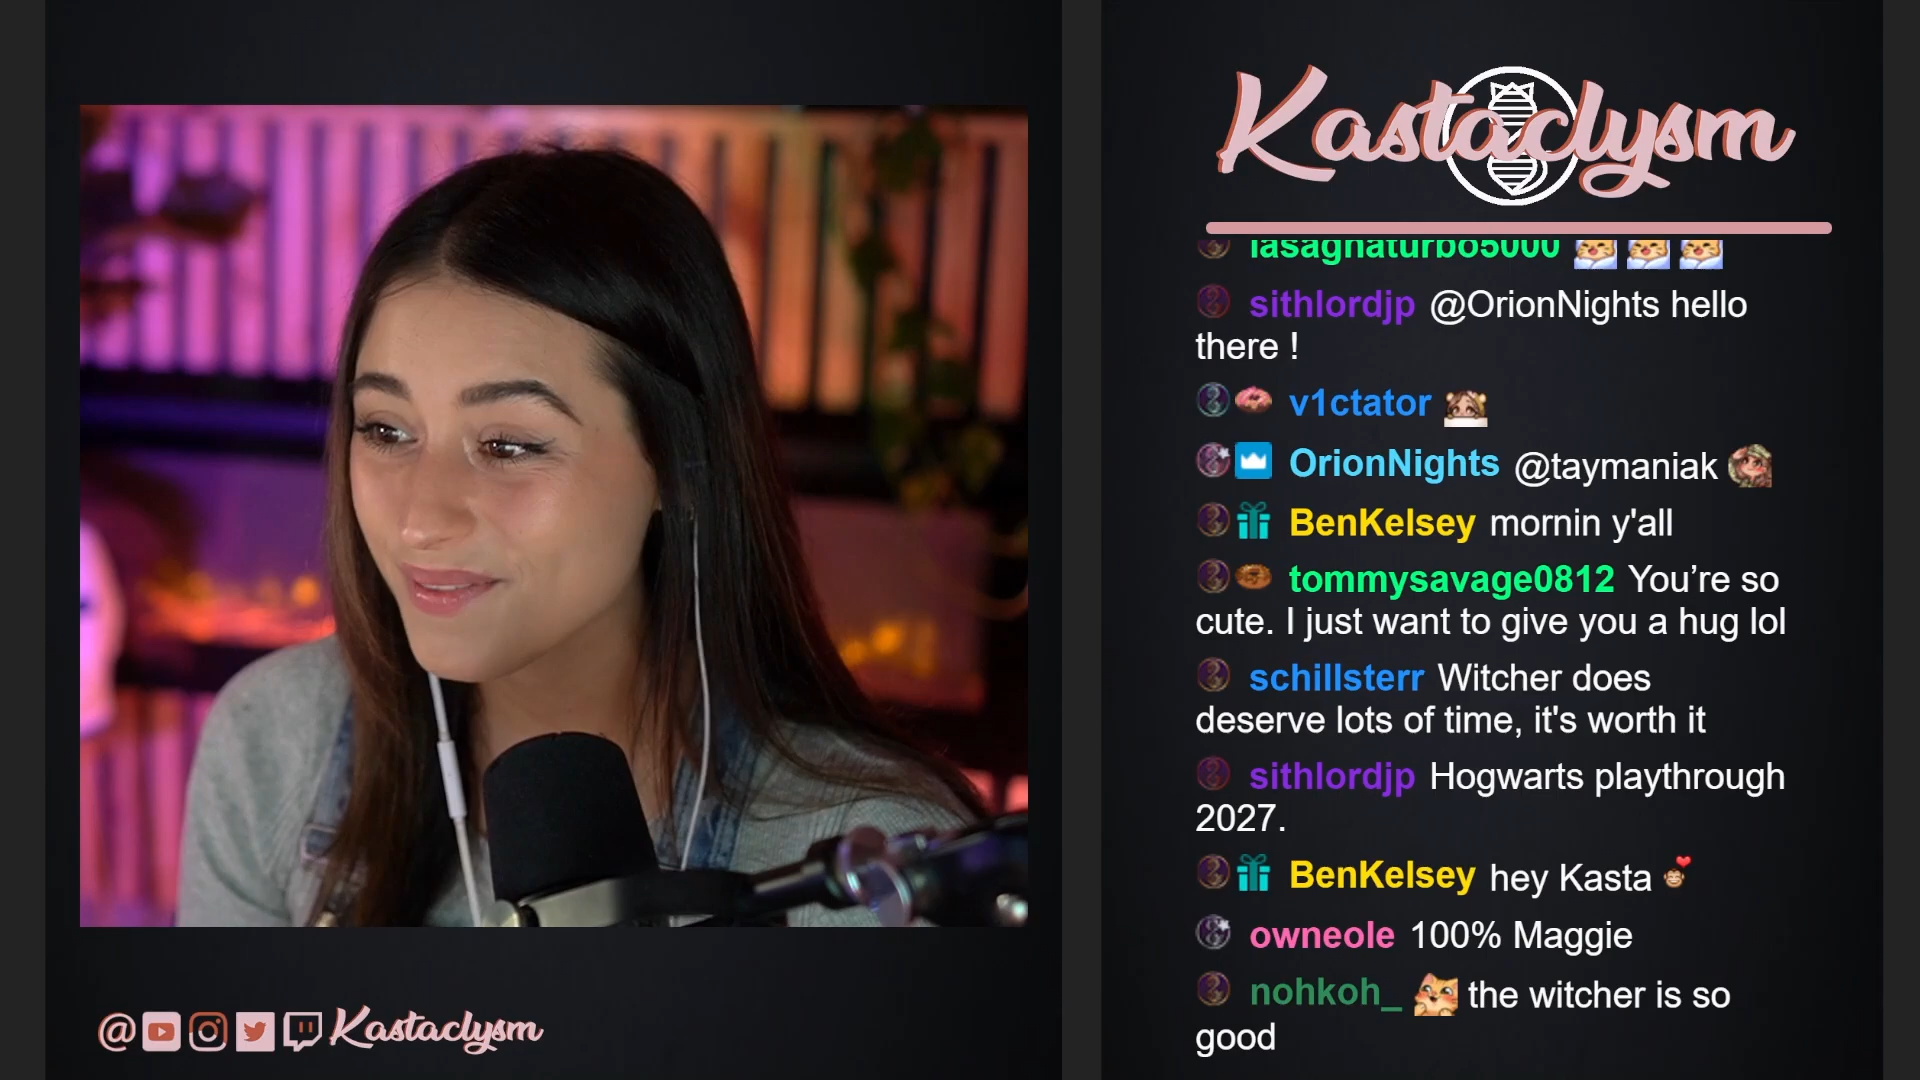 Kastaclysm
lasagnaturbo5000
sithlordjp @OrionNights hello
there !
v1ctator
OrionNights @taymaniak
BenKelsey mornin y'all
tommysavage0812 You’re so
cute. I just want to give you a hug lol
schillsterr Witcher does
deserve lots of time, it's worth it
sithlordjp Hogwarts playthrough
2027.
BenKelsey hey Kasta
owneole 100% Maggie
nohkoh_ the witcher is so
good
@ Kastaclysm